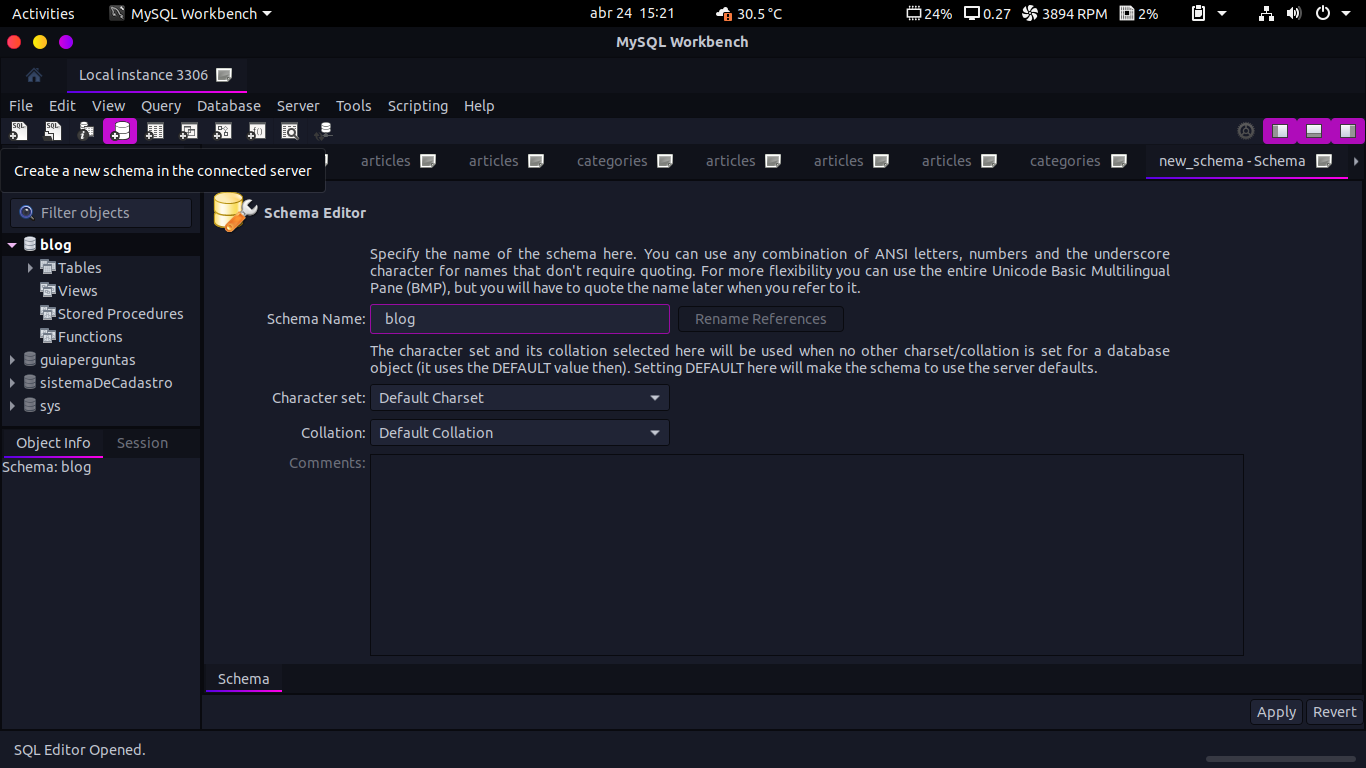 Activities MySQL Workbench abr 24 15:21 30.5 °C 24% 0.27 3894 RPM 2%
MySQL Workbench
Local instance 3306
File Edit View Query Database Server Tools Scripting Help
Create a new schema in the connected server
articles articles categories articles articles articles categories new_schema - Schema
Filter objects
blog
Tables
Views
Stored Procedures
Functions
guiaperguntas
sistemaDeCadastro
sys
Object Info Session
Schema: blog
Schema Editor
Specify the name of the schema here. You can use any combination of ANSI letters, numbers and the underscore
character for names that don't require quoting. For more flexibility you can use the entire Unicode Basic Multilingual
Pane (BMP), but you will have to quote the name later when you refer to it.
Schema Name: blog Rename References
The character set and its collation selected here will be used when no other charset/collation is set for a database
object (it uses the DEFAULT value then). Setting DEFAULT here will make the schema to use the server defaults.
Character set: Default Charset
Collation: Default Collation
Comments:
Schema
Apply Revert
SQL Editor Opened.